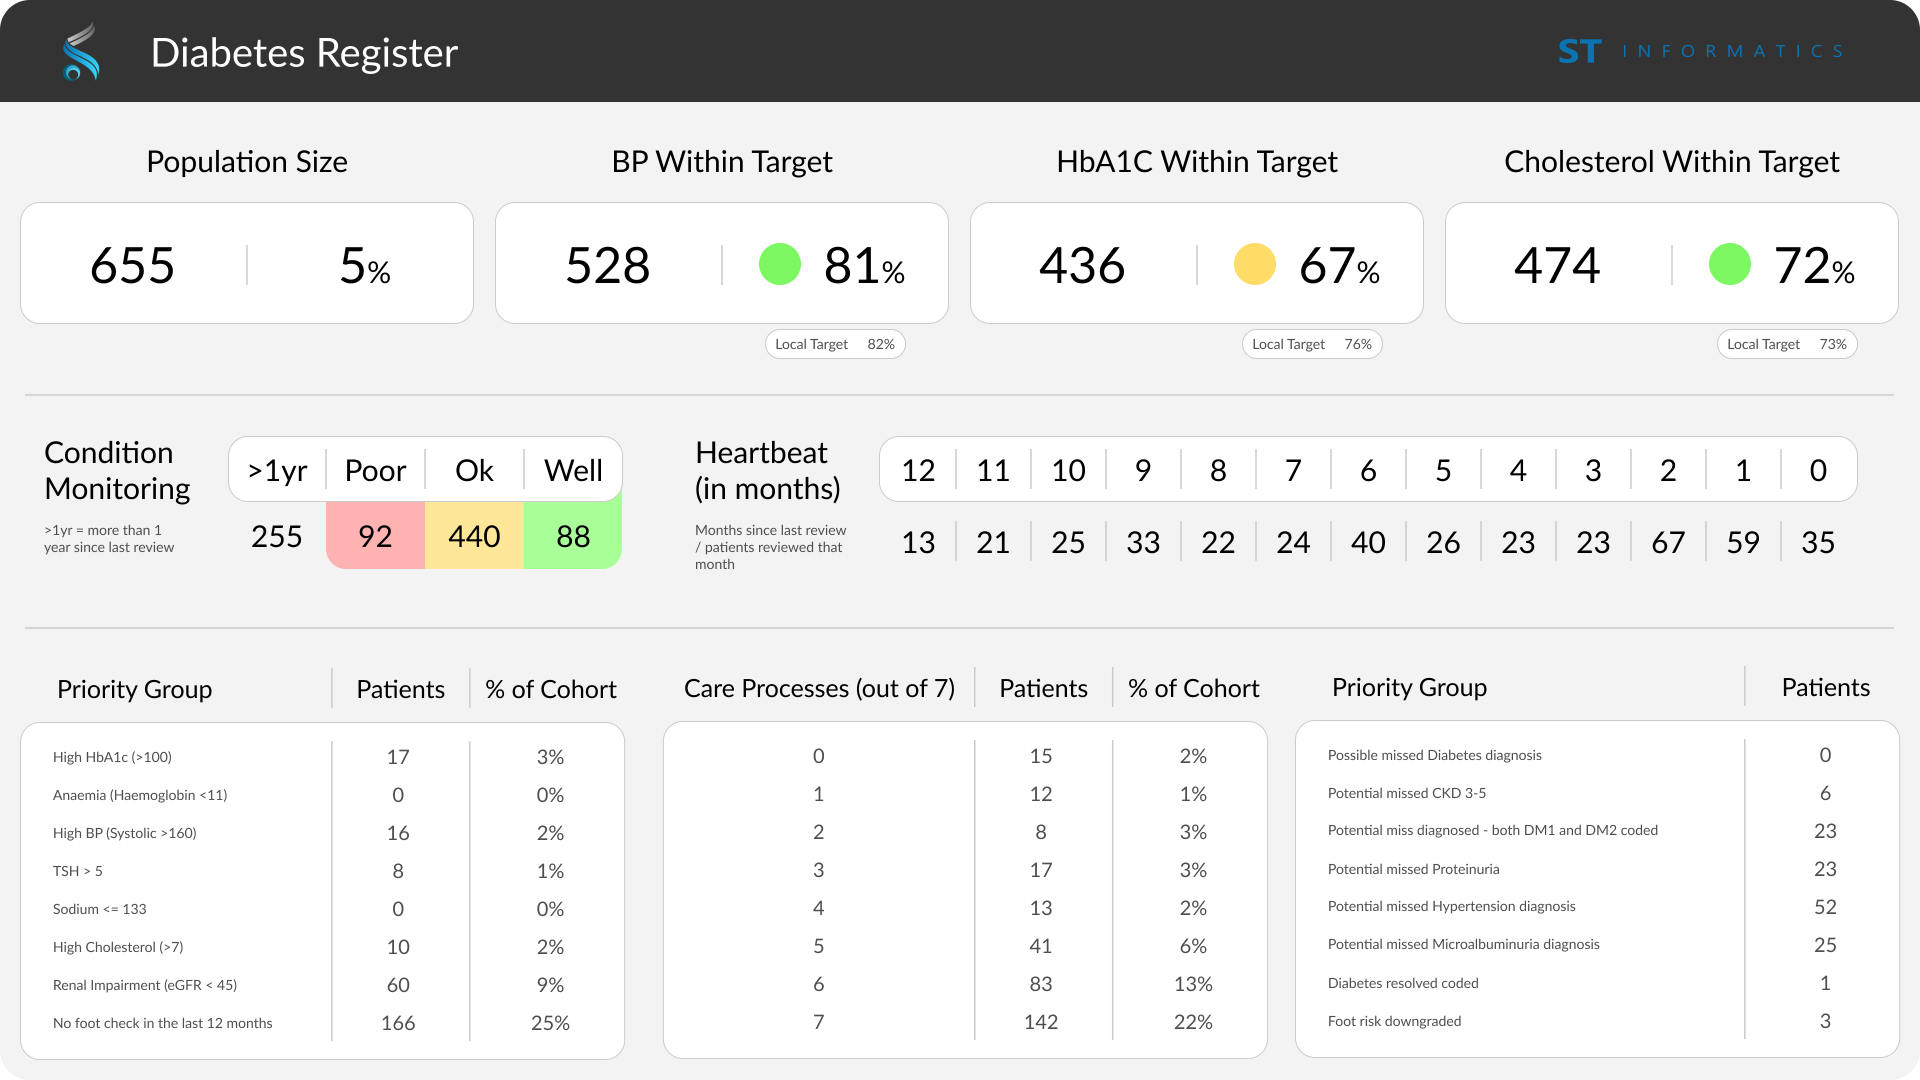 Diabetes Register
ST INFORMATICS
Population Size
BP Within Target
HbA1C Within Target
Cholesterol Within Target
655 5%
528 81%
436 67%
474 72%
Local Target 82%
Local Target 76%
Local Target 73%
Condition
Monitoring
>1yr = more than 1
year since last review
>1yr Poor Ok Well
255 92 440 88
Heartbeat
(in months)
Months since last review
/ patients reviewed that
month
12 11 10 9 8 7 6 5 4 3 2 1 0
13 21 25 33 22 24 40 26 23 23 67 59 35
Priority Group Patients % of Cohort
High HbA1c (>100) 17 3%
Anaemia (Haemoglobin <11) 0 0%
High BP (Systolic >160) 16 2%
TSH > 5 8 1%
Sodium <= 133 0 0%
High Cholesterol (>7) 10 2%
Renal Impairment (eGFR < 45) 60 9%
No foot check in the last 12 months 166 25%
Care Processes (out of 7) Patients % of Cohort
0 15 2%
1 12 1%
2 8 3%
3 17 3%
4 13 2%
5 41 6%
6 83 13%
7 142 22%
Priority Group Patients
Possible missed Diabetes diagnosis 0
Potential missed CKD 3-5 6
Potential miss diagnosed - both DM1 and DM2 coded 23
Potential missed Proteinuria 23
Potential missed Hypertension diagnosis 52
Potential missed Microalbuminuria diagnosis 25
Diabetes resolved coded 1
Foot risk downgraded 3